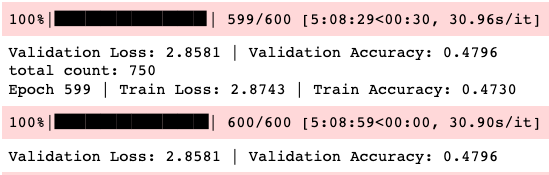 100%|██████████| 599/600 [5:08:29<00:30, 30.96s/it]
Validation Loss: 2.8581 | Validation Accuracy: 0.4796
total count: 750
Epoch 599 | Train Loss: 2.8743 | Train Accuracy: 0.4730
100%|██████████| 600/600 [5:08:59<00:00, 30.90s/it]
Validation Loss: 2.8581 | Validation Accuracy: 0.4796